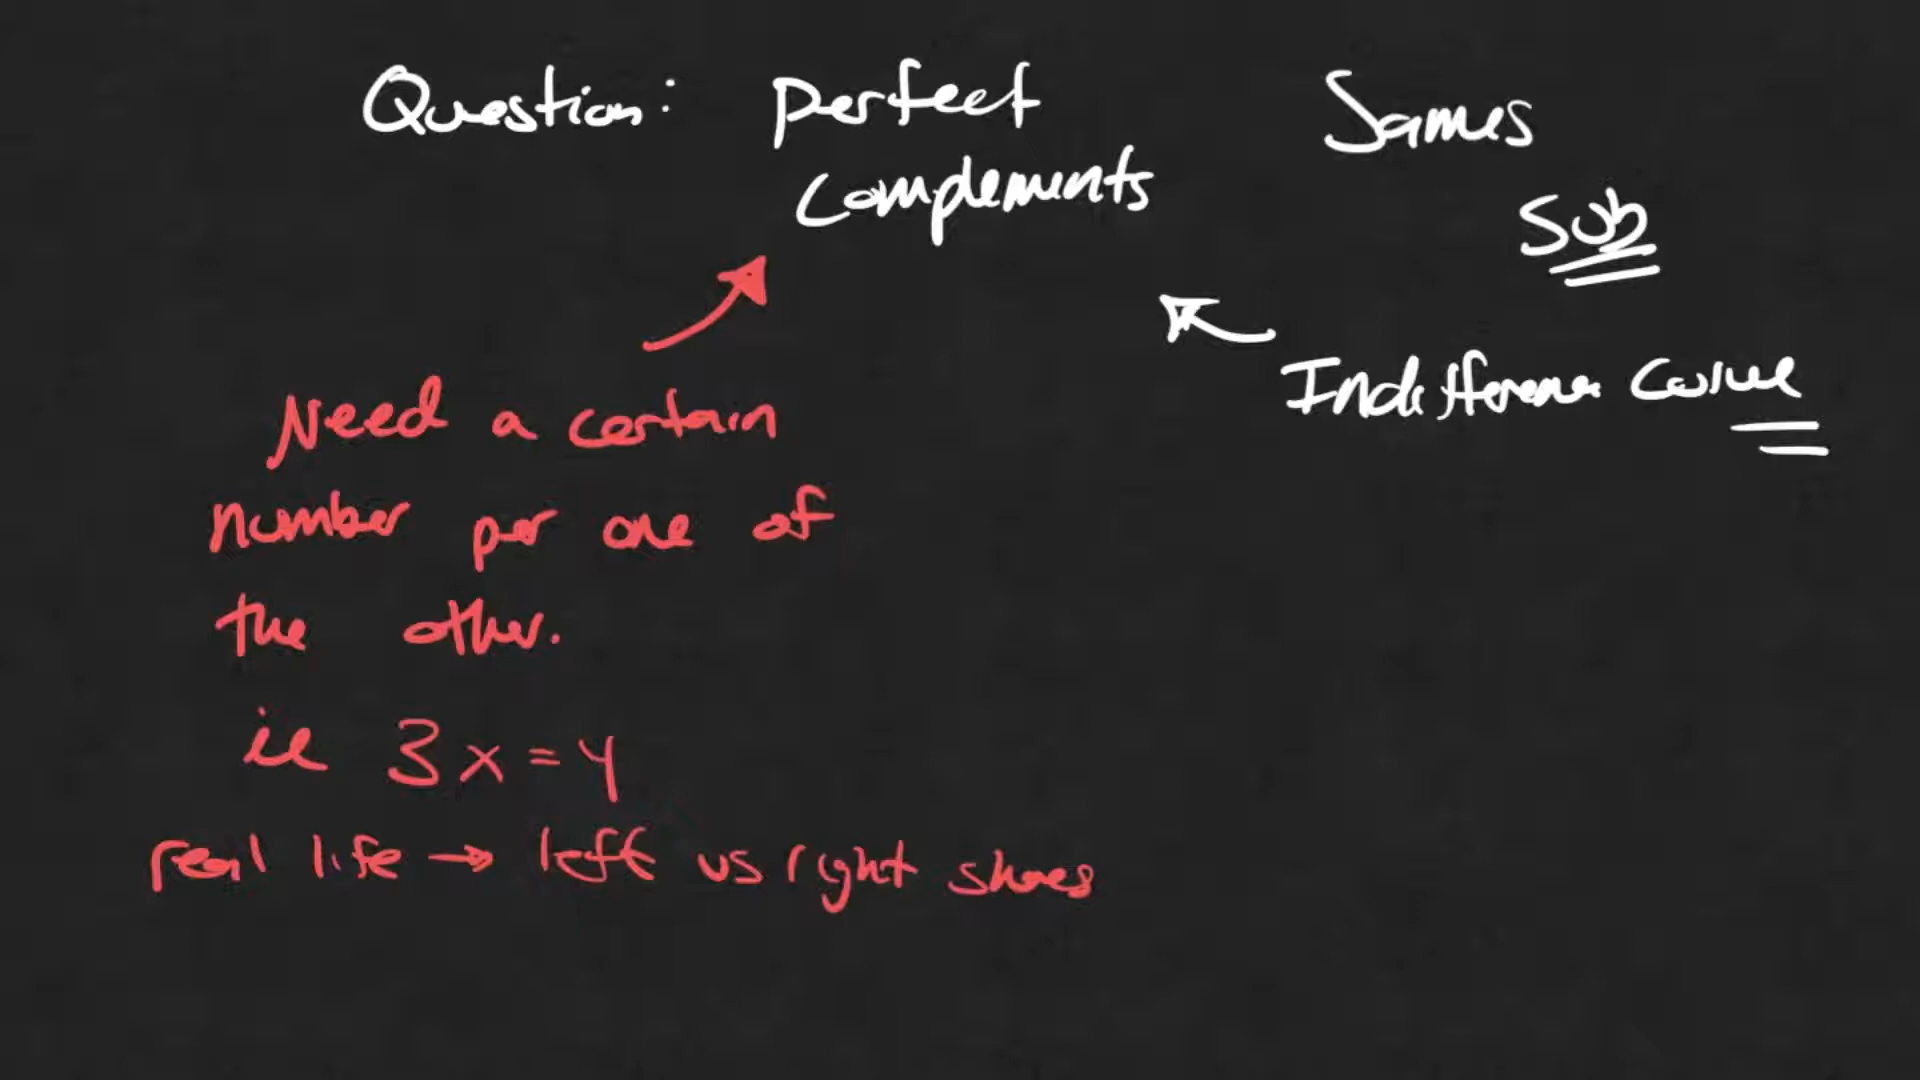 Question: perfect
complements
James
Sub
Indifference curve
Need a certain
number per one of
the other.
ie 3x=y
real life → left vs right shoes